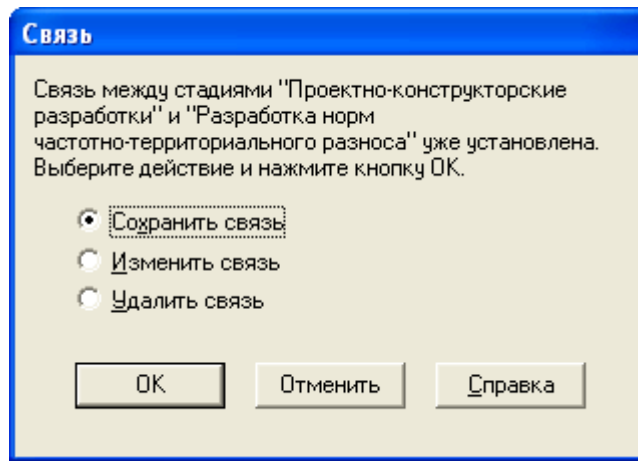 Связь
Связь между стадиями "Проектно-конструкторские
разработки" и "Разработка норм
частотно-территориального разноса" уже установлена.
Выберите действие и нажмите кнопку ОК.
Сохранить связь
Изменить связь
Удалить связь
ОК
Отменить
Справка